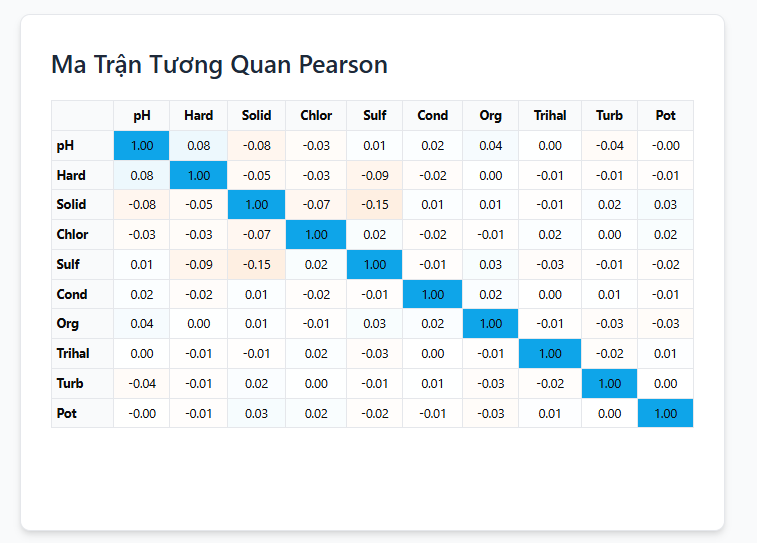 Ma Trận Tương Quan Pearson
pH Hard Solid Chlor Sulf Cond Org Trihal Turb Pot
pH 1.00 0.08 -0.08 -0.03 0.01 0.02 0.04 0.00 -0.04 -0.00
Hard 0.08 1.00 -0.05 -0.03 -0.09 -0.02 0.00 -0.01 -0.01 -0.01
Solid -0.08 -0.05 1.00 -0.07 -0.15 0.01 0.01 -0.01 0.02 0.03
Chlor -0.03 -0.03 -0.07 1.00 0.02 -0.02 -0.01 0.02 0.00 0.02
Sulf 0.01 -0.09 -0.15 0.02 1.00 -0.01 0.03 -0.03 -0.01 -0.02
Cond 0.02 -0.02 0.01 -0.02 -0.01 1.00 0.02 0.00 0.01 -0.01
Org 0.04 0.00 0.01 -0.01 0.03 0.02 1.00 -0.01 -0.03 -0.03
Trihal 0.00 -0.01 -0.01 0.02 -0.03 0.00 -0.01 1.00 -0.02 0.01
Turb -0.04 -0.01 0.02 0.00 -0.01 0.01 -0.03 -0.02 1.00 0.00
Pot -0.00 -0.01 0.03 0.02 -0.02 -0.01 -0.03 0.01 0.00 1.00